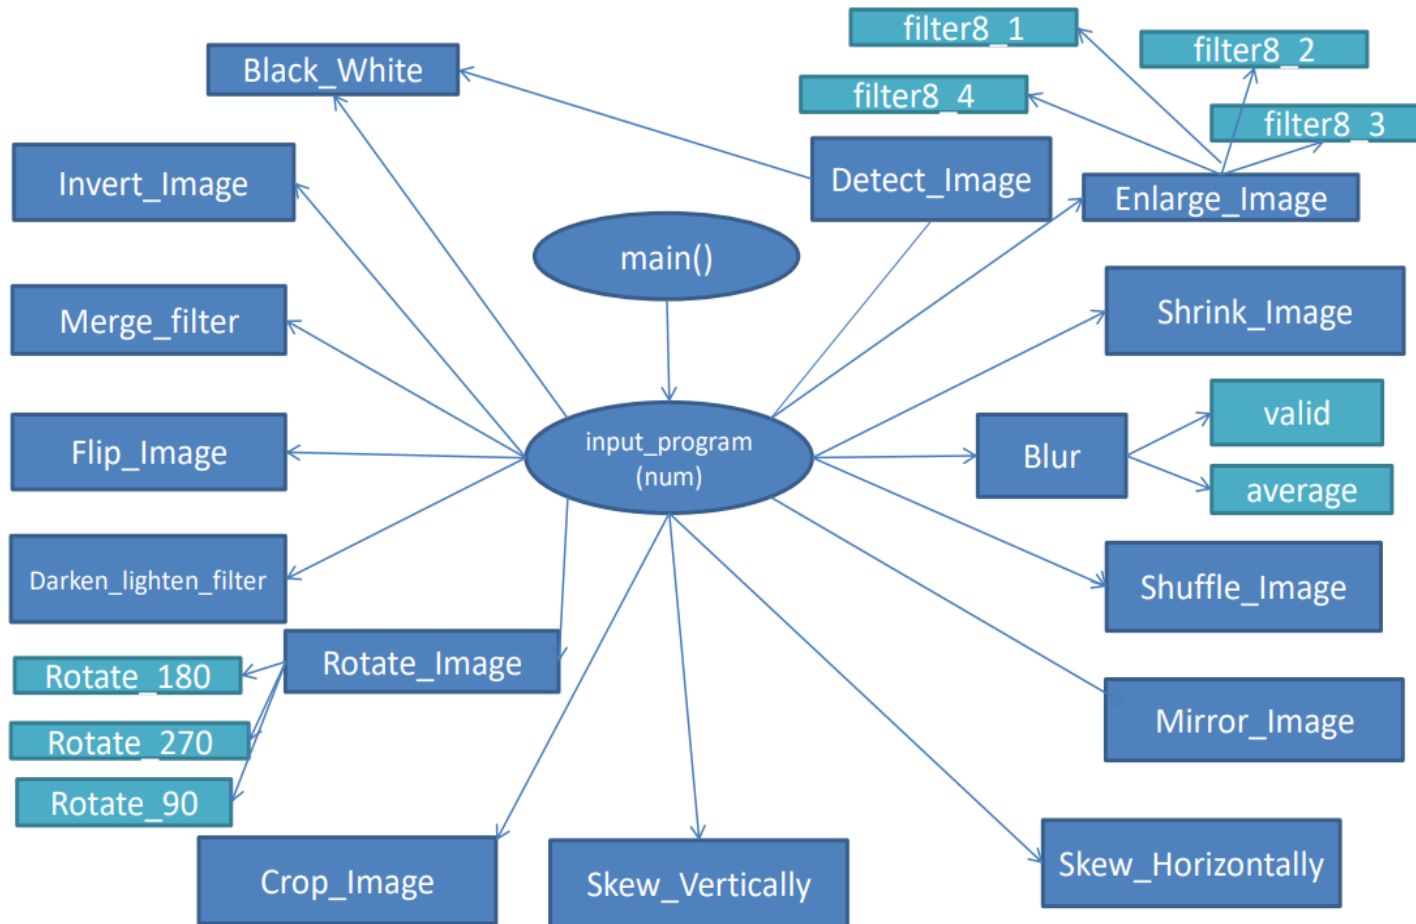 filter8_1
filter8_2
Black_White
filter8_4
filter8_3
Invert_Image
Detect_Image
Enlarge_Image
main()
Merge_filter
Shrink_Image
Flip_Image
input_program
(num)
Blur
valid
average
Darken_lighten_filter
Shuffle_Image
Rotate_Image
Rotate_180
Rotate_270
Rotate_90
Mirror_Image
Crop_Image
Skew_Vertically
Skew_Horizontally